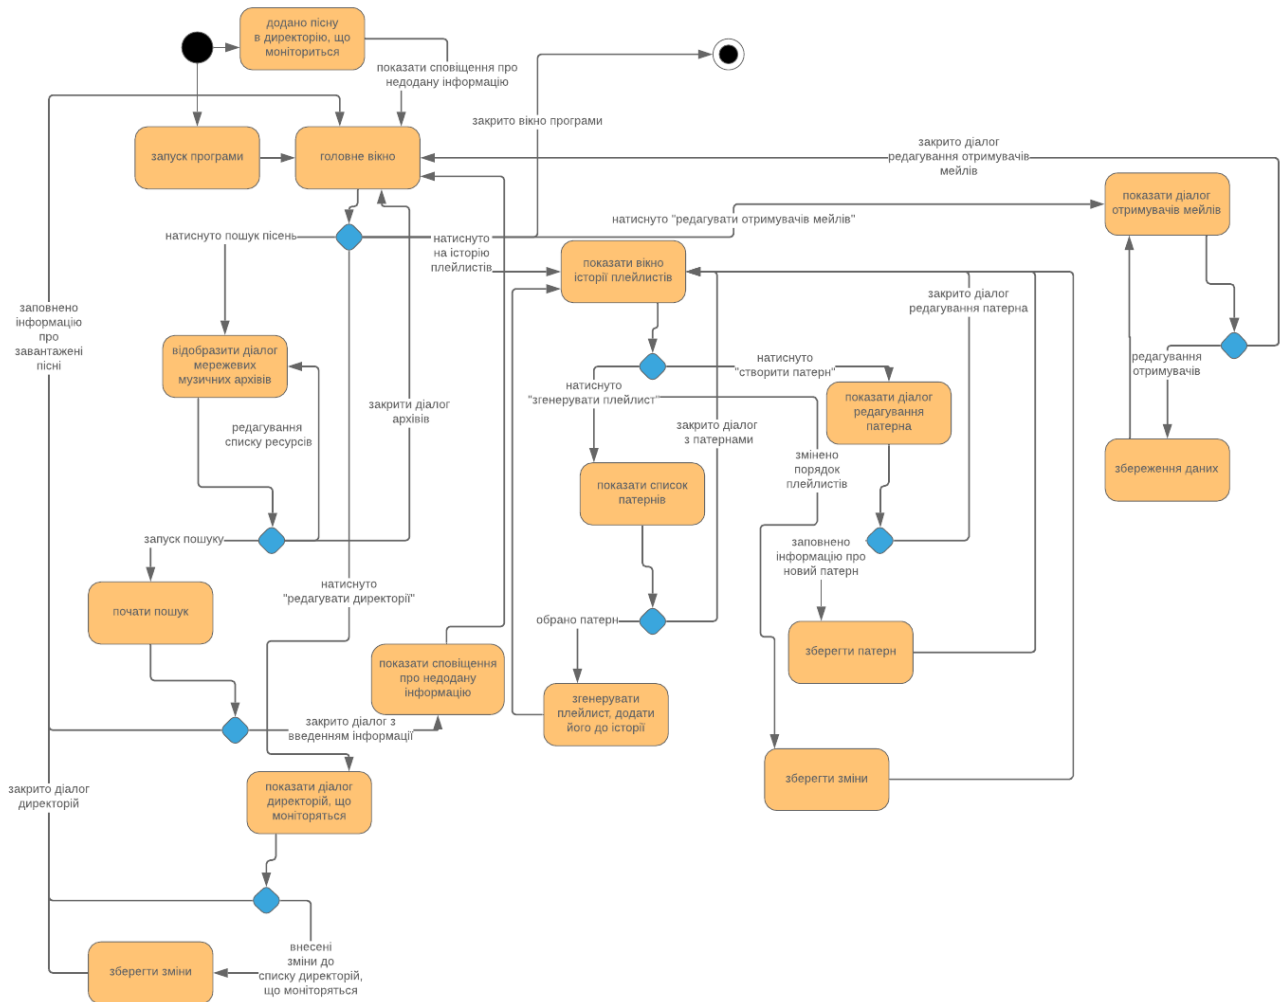 додано пісну
в директорію, що
моніториться
показати сповіщення про
недодану інформацію
закрито вікно програми
запуск програми
головне вікно
закрито діалог
редагування отримувачів
мейлів
показати діалог
отримувачів мейлів
натиснуто "редагувати отримувачів мейлів"
натиснуто пошук пісень
натиснуто
на історію
плейлистів
показати вікно
історії плейлистів
закрито діалог
редагування патерна
заповнено
інформацію
про
завантажені
пісні
відобразити діалог
мережевих
музичних архівів
натиснуто
"створити патерн"
редагування
отримувачів
натиснуто
"згенерувати плейлист"
показати діалог
редагування
патерна
закрити діалог
архівів
редагування
списку ресурсів
закрито діалог
з патернами
змінено
порядок
плейлистів
збереження даних
показати список
патернів
запуск пошуку
заповнено
інформацію про
новий патерн
натиснуто
"редагувати директорії"
почати пошук
обрано патерн
зберегти патерн
показати сповіщення
про недодану
інформацію
згенерувати
плейлист, додати
його до історії
закрито діалог з
введенням інформації
зберегти зміни
закрито діалог
директорій
показати діалог
директорій, що
моніторяться
внесені
зміни до
списку директорій,
що моніторяться
зберегти зміни